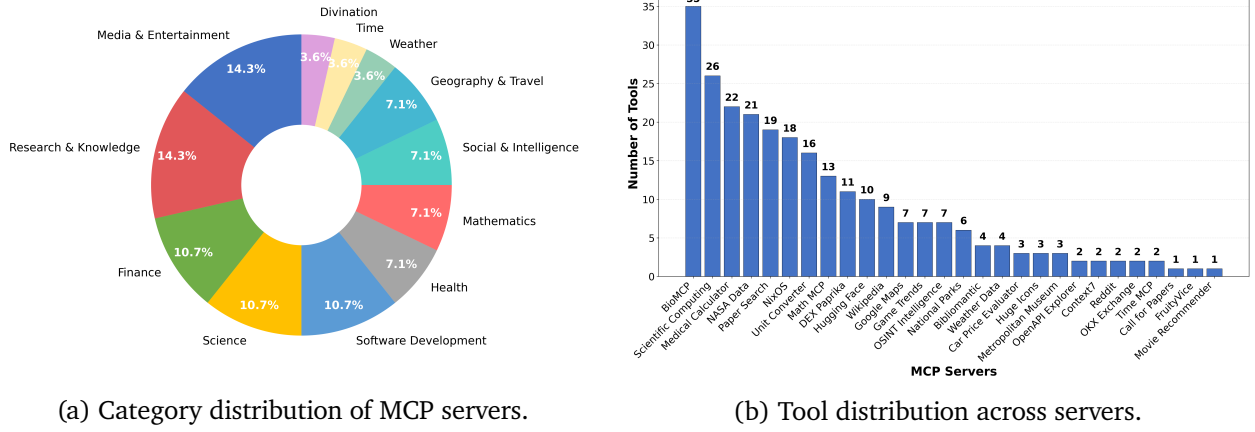 Divination
Time
Weather
Media & Entertainment
Geography & Travel
Research & Knowledge
Social & Intelligence
Mathematics
Finance
Health
Science
Software Development
3.6%
3.6%
3.6%
14.3%
7.1%
14.3%
7.1%
7.1%
10.7%
7.1%
10.7%
10.7%
(a) Category distribution of MCP servers.
Number of Tools
35
30
25
20
15
10
5
0
35
26
22
21
19
18
16
13
11
10
9
7
7
7
6
4
4
3
3
3
2
2
2
2
2
1
1
1
BioMCP
Scientific Computing
Medical Calculator
NASA Data
Paper Search
NixOS
Unit Converter
Math MCP
DEX Paprika
Hugging Face
Wikipedia
Google Maps
Game Trends
OSINT Intelligence
National Parks
Bibliomantic
Weather Data
Car Price Evaluator
Huge Icons
Metropolitan Museum
OpenAPI Explorer
Context7
Reddit
OKX Exchange
Time MCP
Call for Papers
FruityVice
Movie Recommender
MCP Servers
(b) Tool distribution across servers.